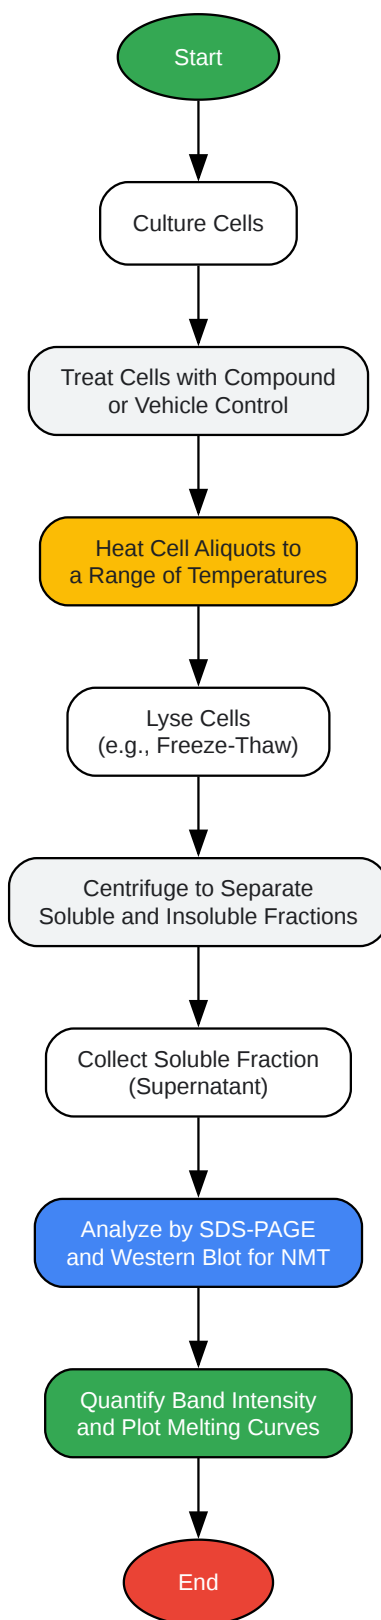 Start
Culture Cells
Treat Cells with Compound
or Vehicle Control
Heat Cell Aliquots to
a Range of Temperatures
Lyse Cells
(e.g., Freeze-Thaw)
Centrifuge to Separate
Soluble and Insoluble Fractions
Collect Soluble Fraction
(Supernatant)
Analyze by SDS-PAGE
and Western Blot for NMT
Quantify Band Intensity
and Plot Melting Curves
End